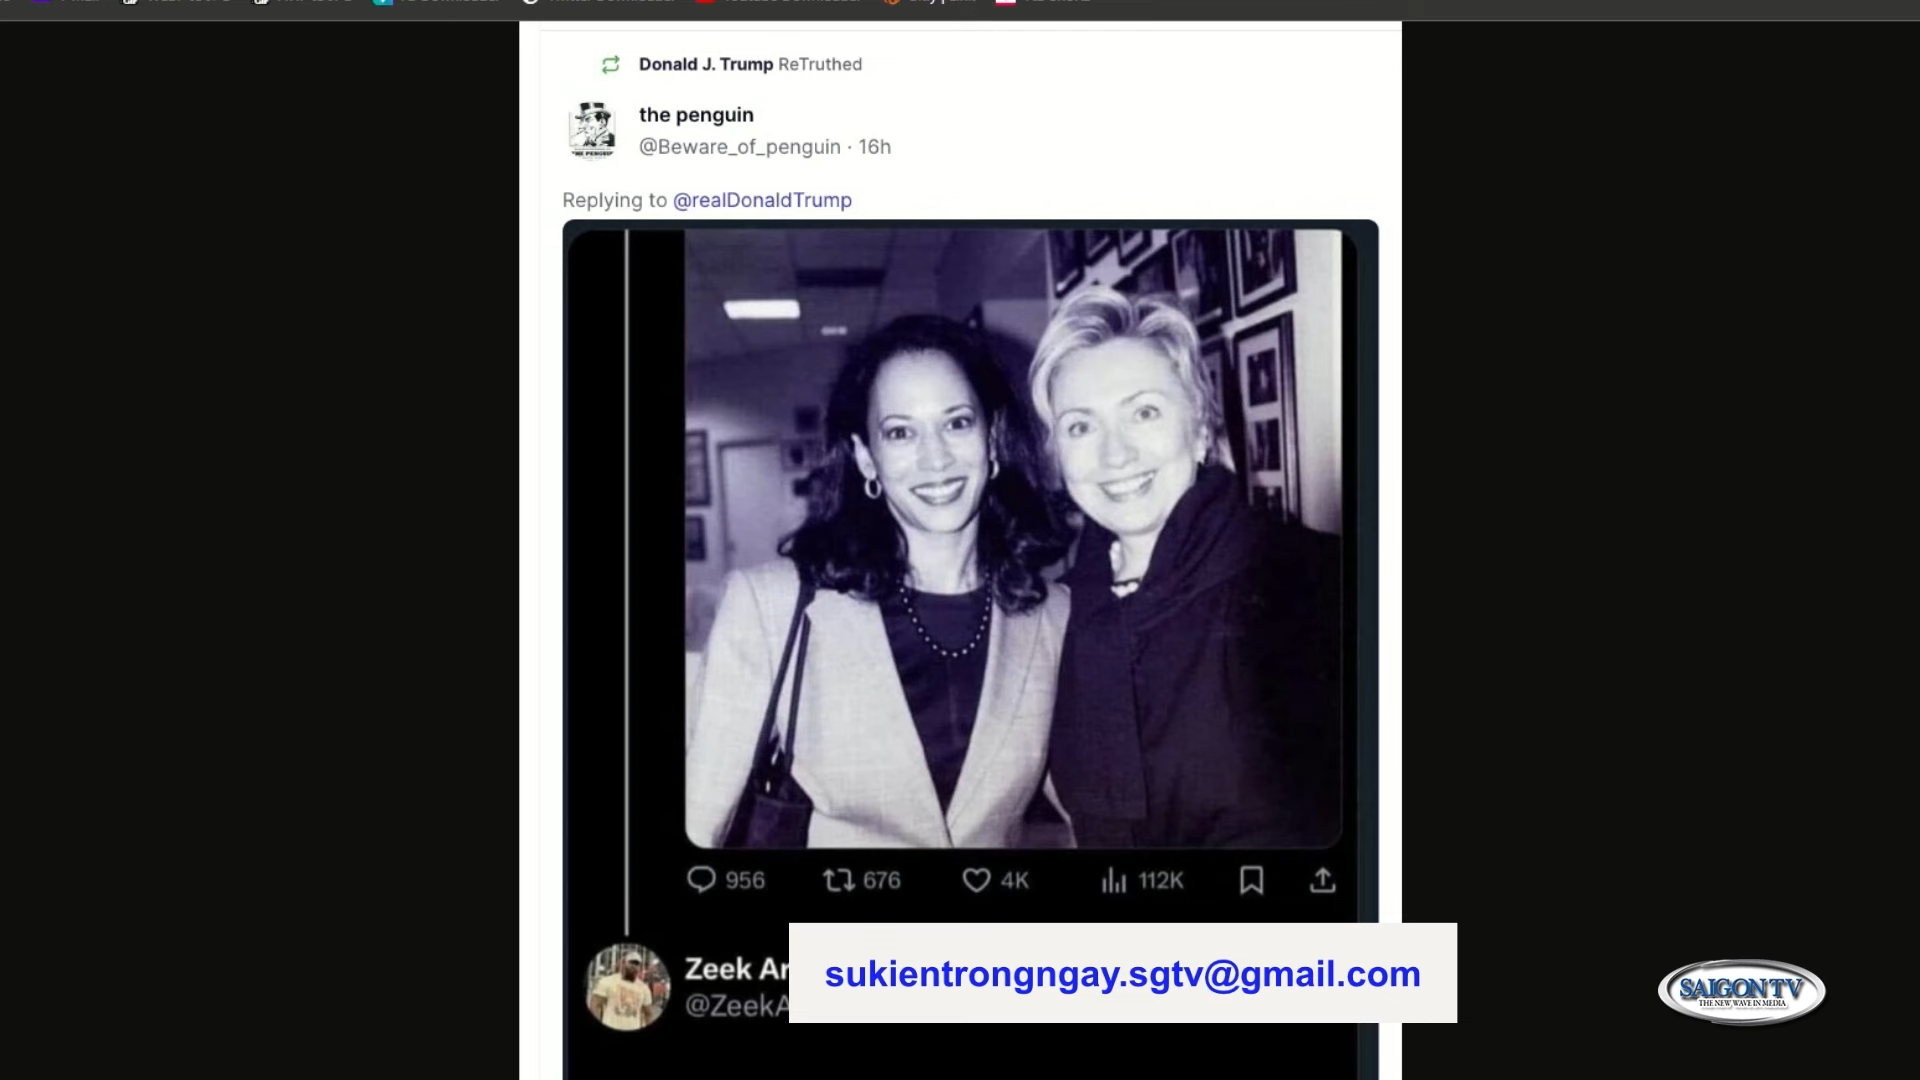 Donald J. Trump ReTruthed
the penguin
@Beware_of_penguin · 16h
Replying to @realDonaldTrump
956 676 4K 112K
Zeek
sukientrongngay.sgtv@gmail.com
SAIGON TV
THE NEW WAVE IN MEDIA